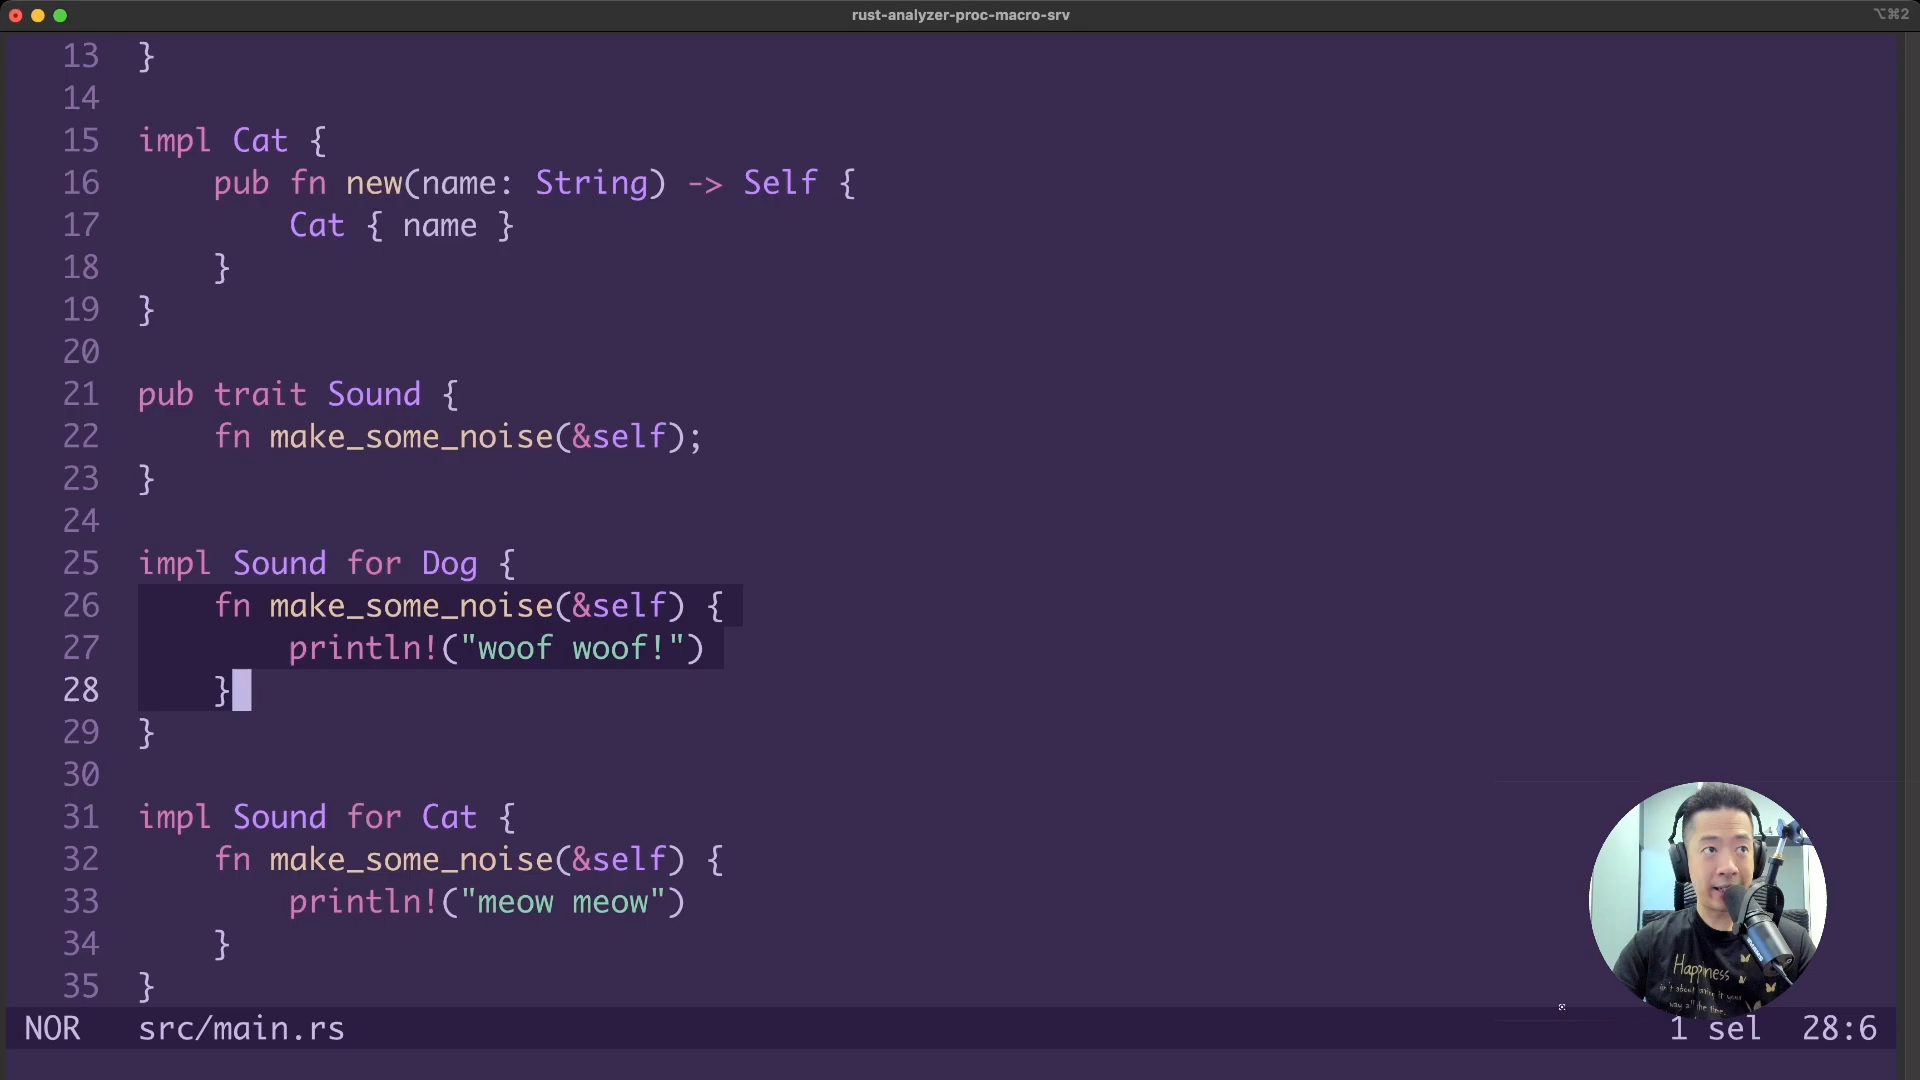 rust-analyzer-proc-macro-srv
⌥⌘2
13 }
14
15 impl Cat {
16     pub fn new(name: String) -> Self {
17         Cat { name }
18     }
19 }
20
21 pub trait Sound {
22     fn make_some_noise(&self);
23 }
24
25 impl Sound for Dog {
26     fn make_some_noise(&self) {
27         println!("woof woof!")
28     }
29 }
30
31 impl Sound for Cat {
32     fn make_some_noise(&self) {
33         println!("meow meow")
34     }
35 }
Happiness
NOR   src/main.rs   1 sel   28:6